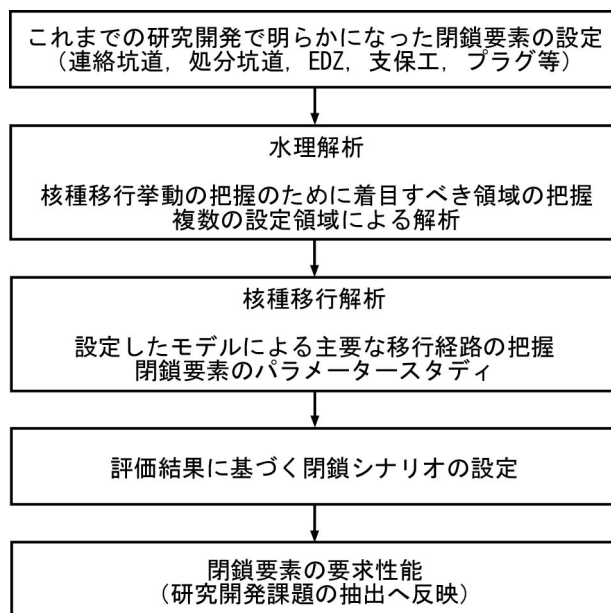 これまでの研究開発で明らかになった閉鎖要素の設定
（連絡坑道，処分坑道，EDZ，支保工，プラグ等）
水理解析
核種移行挙動の把握のために着目すべき領域の把握
複数の設定領域による解析
核種移行解析
設定したモデルによる主要な移行経路の把握
閉鎖要素のパラメータースタディ
評価結果に基づく閉鎖シナリオの設定
閉鎖要素の要求性能
（研究開発課題の抽出へ反映）